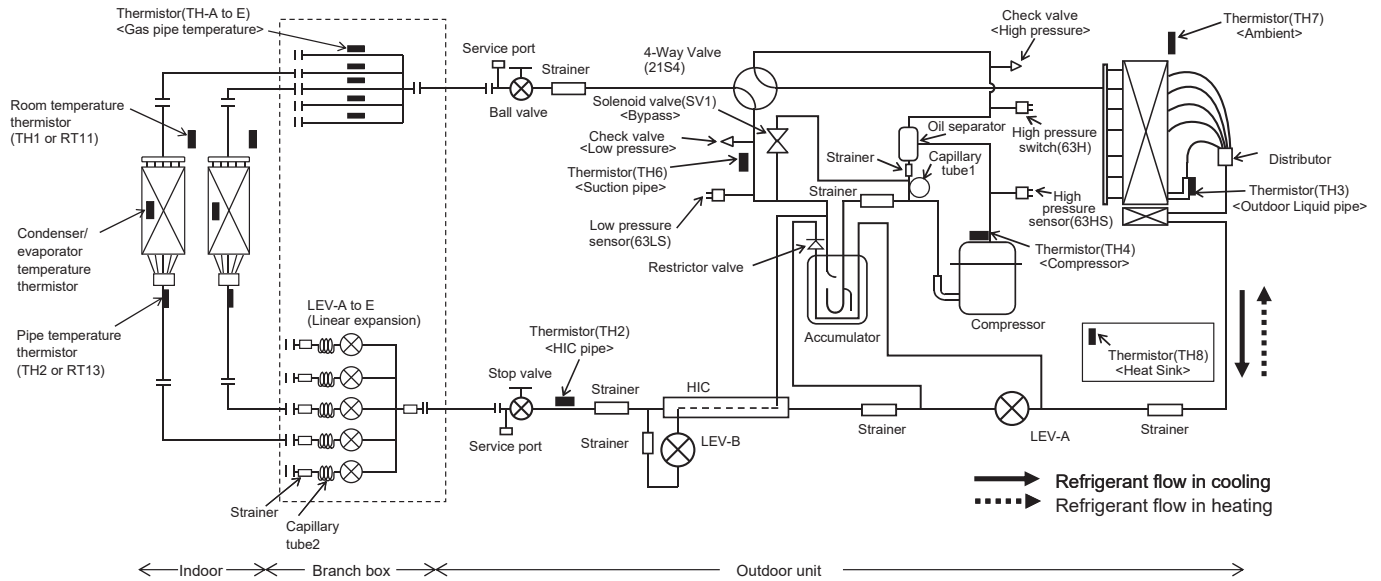 Thermistor(TH-A to E)
<Gas pipe temperature>
Service port
Strainer
Ball valve
4-Way Valve
(21S4)
Solenoid valve(SV1)
<Bypass>
Check valve
<Low pressure>
Thermistor(TH6)
<Suction pipe>
Low pressure
sensor(63LS)
Restrictor valve
Check valve
<High pressure>
Oil separator
Strainer
Capillary
tube1
Strainer
High pressure
switch(63H)
High
pressure
sensor(63HS)
Thermistor(TH4)
<Compressor>
Accumulator
Compressor
Thermistor(TH7)
<Ambient>
Distributor
Thermistor(TH3)
<Outdoor Liquid pipe>
Thermistor(TH8)
<Heat Sink>
Room temperature
thermistor
(TH1 or RT11)
Condenser/
evaporator
temperature
thermistor
Pipe temperature
thermistor
(TH2 or RT13)
LEV-A to E
(Linear expansion)
Strainer
Capillary
tube2
Thermistor(TH2)
<HIC pipe>
Stop valve
Service port
Strainer
Strainer
HIC
LEV-B
Strainer
LEV-A
Strainer
Refrigerant flow in cooling
Refrigerant flow in heating
Indoor
Branch box
Outdoor unit